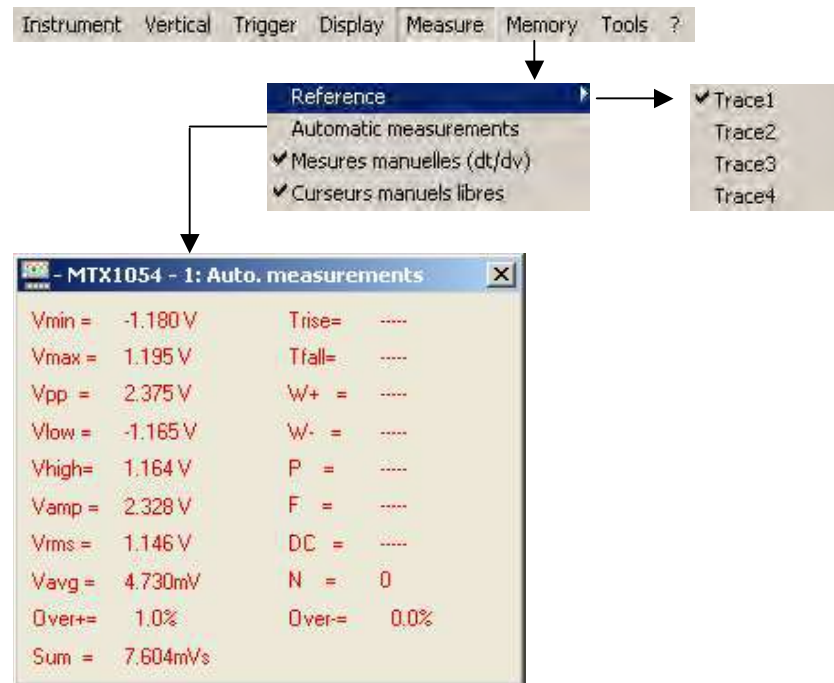 Instrument Vertical Trigger Display Measure Memory Tools ?
Reference
Automatic measurements
Mesures manuelles (dt/dv)
Curseurs manuels libres
Trace1
Trace2
Trace3
Trace4
- MTX1054 - 1: Auto. measurements
Vmin = -1.180 V Trise= -----
Vmax = 1.195 V Tfall= -----
Vpp = 2.375 V W+ = -----
Vlow = -1.165 V W- = -----
Vhigh= 1.164 V P = -----
Vamp = 2.328 V F = -----
Vrms = 1.146 V DC = -----
Vavg = 4.730mV N = 0
Over+= 1.0% Over-= 0.0%
Sum = 7.604mVs